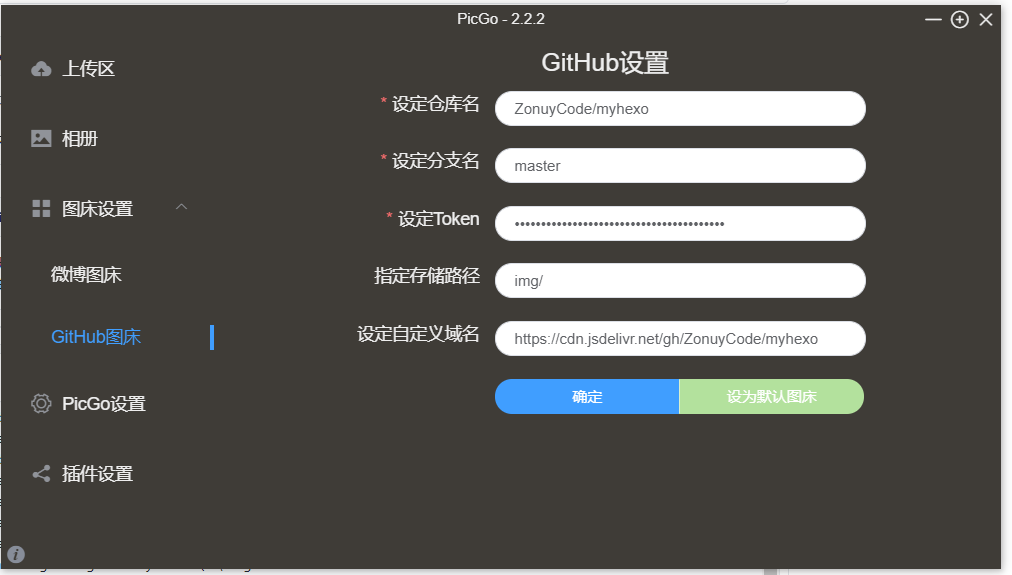 PicGo - 2.2.2
上传区
相册
图床设置
微博图床
GitHub图床
PicGo设置
插件设置
GitHub设置
* 设定仓库名 ZonuyCode/myhexo
* 设定分支名 master
* 设定Token ••••••••••••••••••••••••••••••••••••••••
指定存储路径 img/
设定自定义域名 https://cdn.jsdelivr.net/gh/ZonuyCode/myhexo
确定 设为默认图床